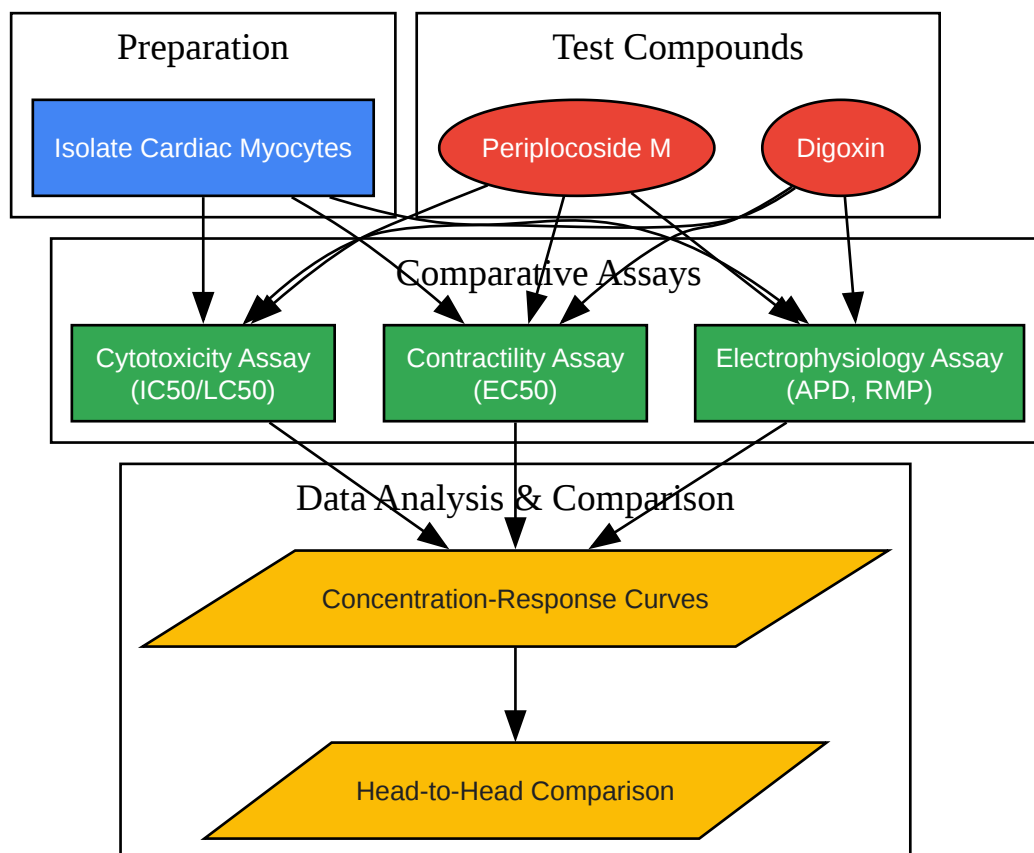 Preparation
Test Compounds
Isolate Cardiac Myocytes
Periplocoside M
Digoxin
Comparative Assays
Cytotoxicity Assay
(IC50/LC50)
Contractility Assay
(EC50)
Electrophysiology Assay
(APD, RMP)
Data Analysis & Comparison
Concentration-Response Curves
Head-to-Head Comparison